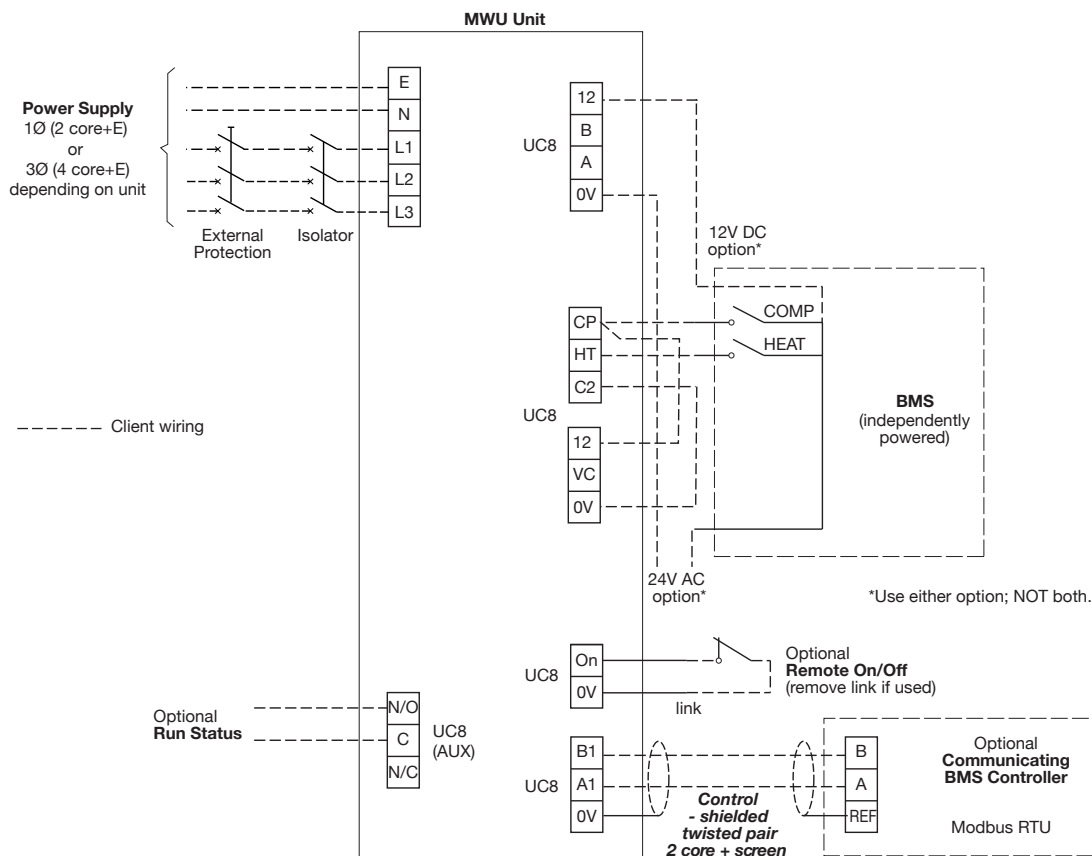 MWU Unit
Power Supply
1Ø (2 core+E)
or
3Ø (4 core+E)
depending on unit
E
N
L1
L2
L3
External
Protection
Isolator
UC8
12
B
A
0V
12V DC
option*
CP
HT
C2
UC8
12
VC
0V
COMP
HEAT
BMS
(independently
powered)
Client wiring
24V AC
option*
*Use either option; NOT both.
UC8
On
0V
link
Optional
Remote On/Off
(remove link if used)
Optional
Run Status
N/O
C
N/C
UC8
(AUX)
UC8
B1
A1
0V
Control
- shielded
twisted pair
2 core + screen
B
A
REF
Optional
Communicating
BMS Controller
Modbus RTU